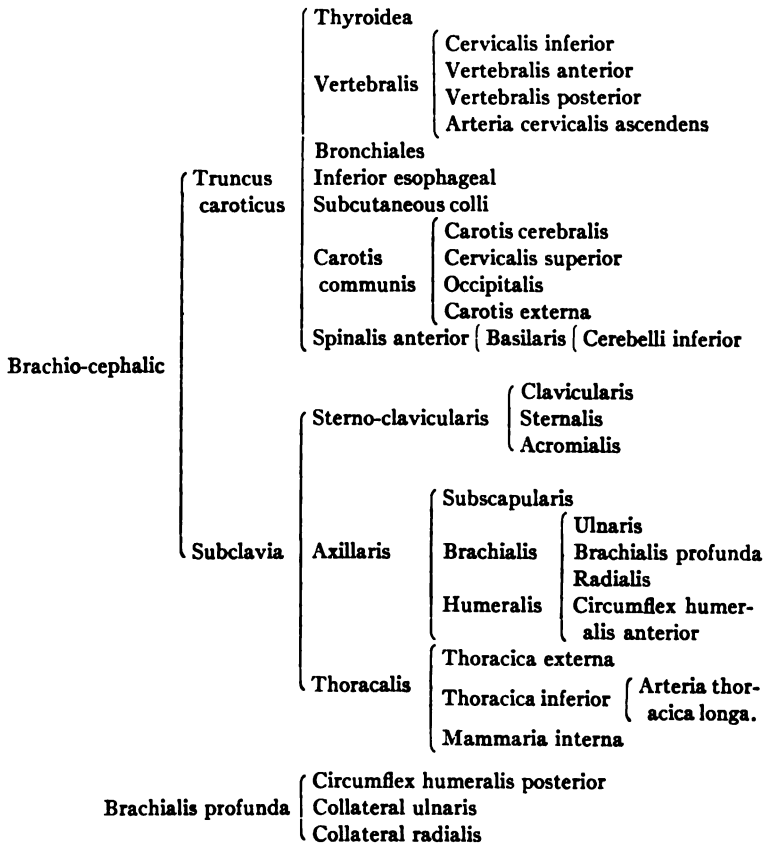 Thyroidea
Cervicalis inferior
Vertebralis anterior
Vertebralis
Vertebralis posterior
Arteria cervicalis ascendens
Bronchiales
Truncus
Inferior esophageal
caroticus
Subcutaneous colli
Carotis cerebralis
Carotis
Cervicalis superior
communis
Occipitalis
Carotis externa
Spinalis anterior { Basilaris { Cerebelli inferior
Brachio-cephalic
Clavicularis
Sterno-clavicularis
Sternalis
Acromialis
Subscapularis
Ulnaris
Subclavia
Axillaris
Brachialis
Brachialis profunda
Radialis
Humeralis
Circumflex humer-
alis anterior
Thoracica externa
Thoracalis
Thoracica inferior
Arteria thor-
acica longa.
Mammaria interna
Circumflex humeralis posterior
Brachialis profunda
Collateral ulnaris
Collateral radialis